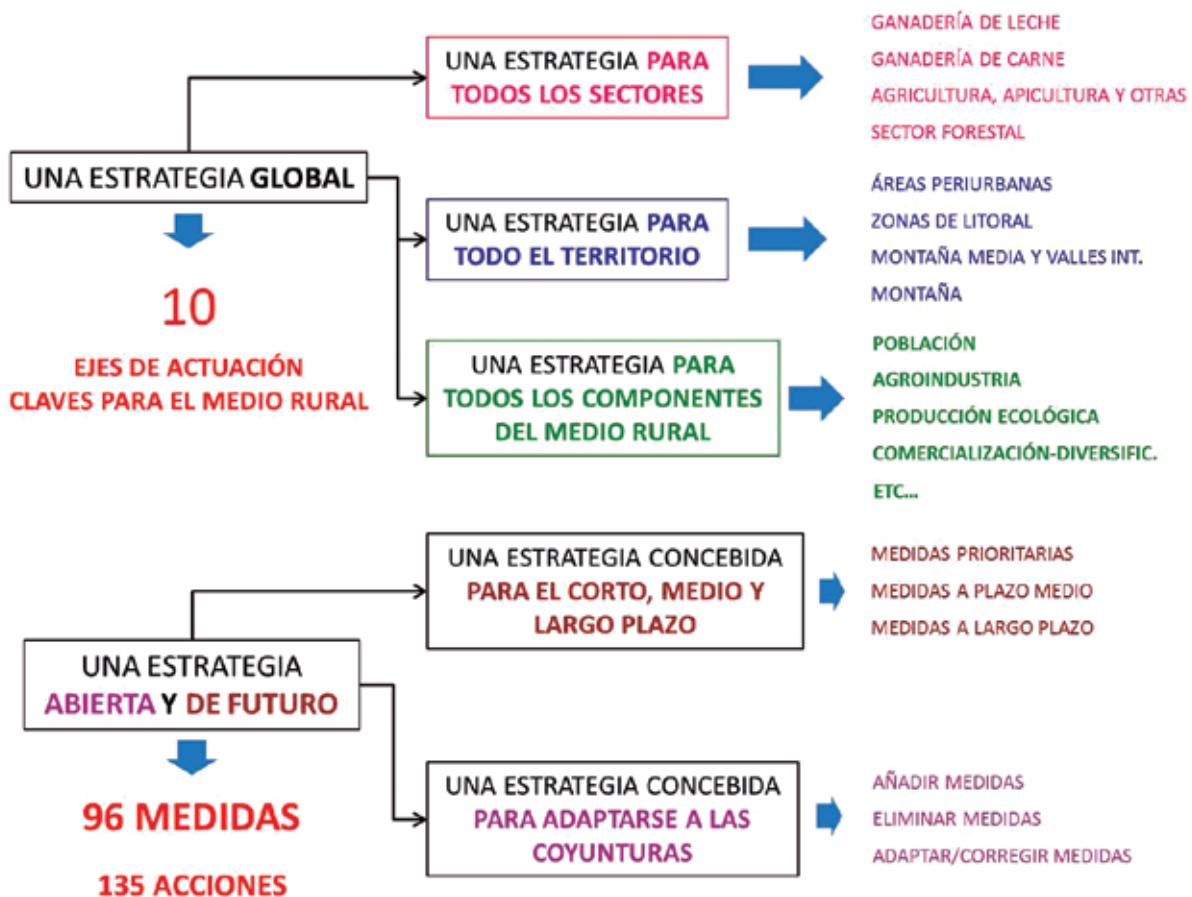 UNA ESTRATEGIA GLOBAL
10
EJES DE ACTUACIÓN
CLAVES PARA EL MEDIO RURAL
UNA ESTRATEGIA PARA
TODOS LOS SECTORES
GANADERÍA DE LECHE
GANADERÍA DE CARNE
AGRICULTURA, APICULTURA Y OTRAS
SECTOR FORESTAL
UNA ESTRATEGIA PARA
TODO EL TERRITORIO
ÁREAS PERIURBANAS
ZONAS DE LITORAL
MONTAÑA MEDIA Y VALLES INT.
MONTAÑA
UNA ESTRATEGIA PARA
TODOS LOS COMPONENTES
DEL MEDIO RURAL
POBLACIÓN
AGROINDUSTRIA
PRODUCCIÓN ECOLÓGICA
COMERCIALIZACIÓN-DIVERSIFIC.
ETC...
UNA ESTRATEGIA
ABIERTA Y DE FUTURO
96 MEDIDAS
135 ACCIONES
UNA ESTRATEGIA CONCEBIDA
PARA EL CORTO, MEDIO Y
LARGO PLAZO
MEDIDAS PRIORITARIAS
MEDIDAS A PLAZO MEDIO
MEDIDAS A LARGO PLAZO
UNA ESTRATEGIA CONCEBIDA
PARA ADAPTARSE A LAS
COYUNTURAS
AÑADIR MEDIDAS
ELIMINAR MEDIDAS
ADAPTAR/CORREGIR MEDIDAS